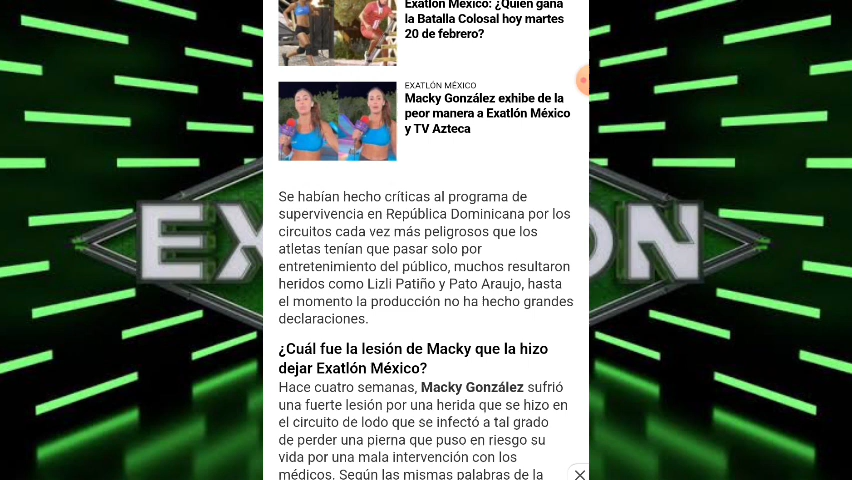 Exatlón México: ¿Quién gana
la Batalla Colosal hoy martes
20 de febrero?
EXATLÓN MÉXICO
Macky González exhibe de la
peor manera a Exatlón México
y TV Azteca
Se habían hecho críticas al programa de
supervivencia en República Dominicana por los
circuitos cada vez más peligrosos que los
atletas tenían que pasar solo por
entretenimiento del público, muchos resultaron
heridos como Lizli Patiño y Pato Araujo, hasta
el momento la producción no ha hecho grandes
declaraciones.
¿Cuál fue la lesión de Macky que la hizo
dejar Exatlón México?
Hace cuatro semanas, Macky González sufrió
una fuerte lesión por una herida que se hizo en
el circuito de lodo que se infectó a tal grado
de perder una pierna que puso en riesgo su
vida por una mala intervención con los
médicos. Según las mismas palabras de la
EX
ON